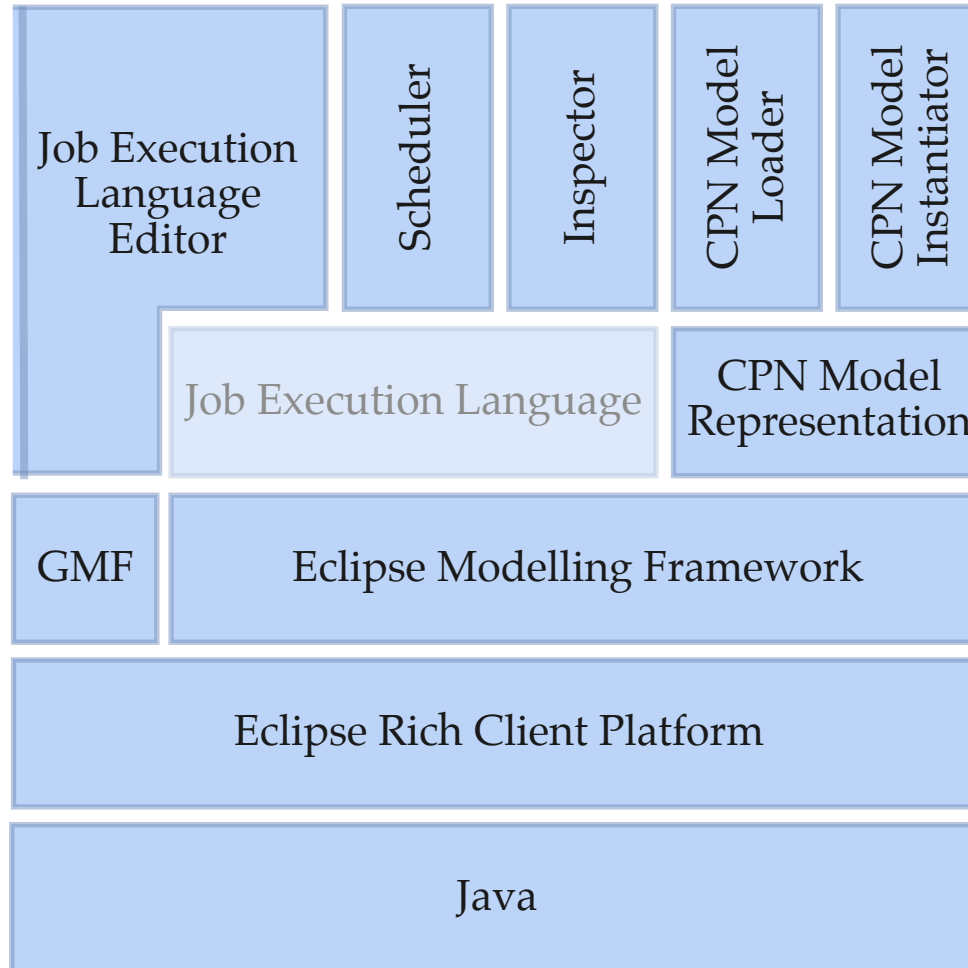 Job Execution
Language
Editor
Scheduler
Inspector
CPN Model
Loader
CPN Model
Instantiator
Job Execution Language
CPN Model
Representation
GMF
Eclipse Modelling Framework
Eclipse Rich Client Platform
Java